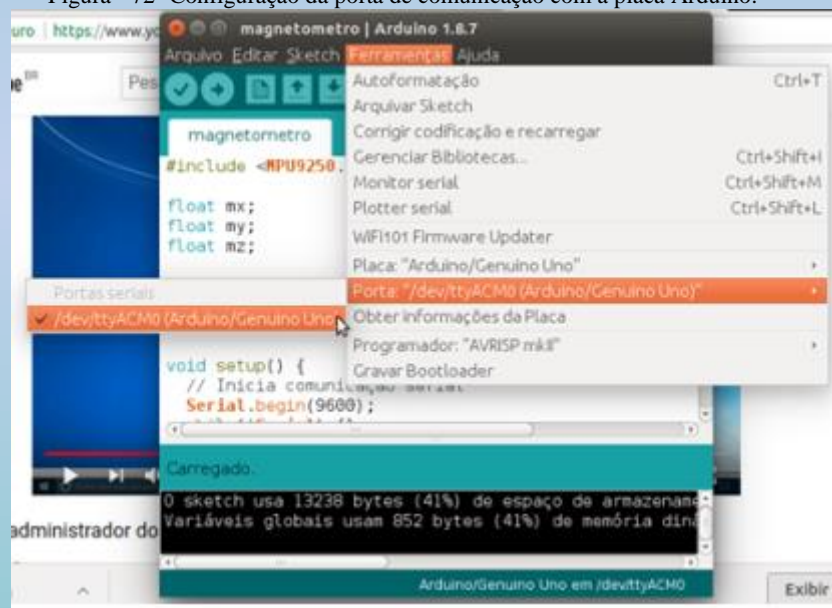 Figura 72- Configuração da porta de comunicação com a placa Arduino.
uro https://www.yo
magnetometro | Arduino 1.8.7
Arquivo Editar Sketch Ferramentas Ajuda
BR
Pes
Autoformatação Ctrl+T
Arquivar Sketch
Corrigir codificação e recarregar
Gerenciar Bibliotecas... Ctrl+Shift+I
Monitor serial Ctrl+Shift+M
Plotter serial Ctrl+Shift+L
WiFi101 Firmware Updater
Placa: "Arduino/Genuino Uno"
Porta: "/dev/ttyACM0 (Arduino/Genuino Uno)"
Obter informações da Placa
Programador: "AVRISP mkII"
Gravar Bootloader
Portas seriais
/dev/ttyACM0 (Arduino/Genuino Uno
magnetometro
#include <MPU9250.
float mx;
float my;
float mz;
void setup() {
// Inicia comunicação serial
Serial.begin(9600);
Carregado.
O sketch usa 13238 bytes (41%) de espaço de armazename
Variáveis globais usam 852 bytes (41%) de memória din
administrador do
Arduino/Genuino Uno em /dev/ttyACM0
Exibir